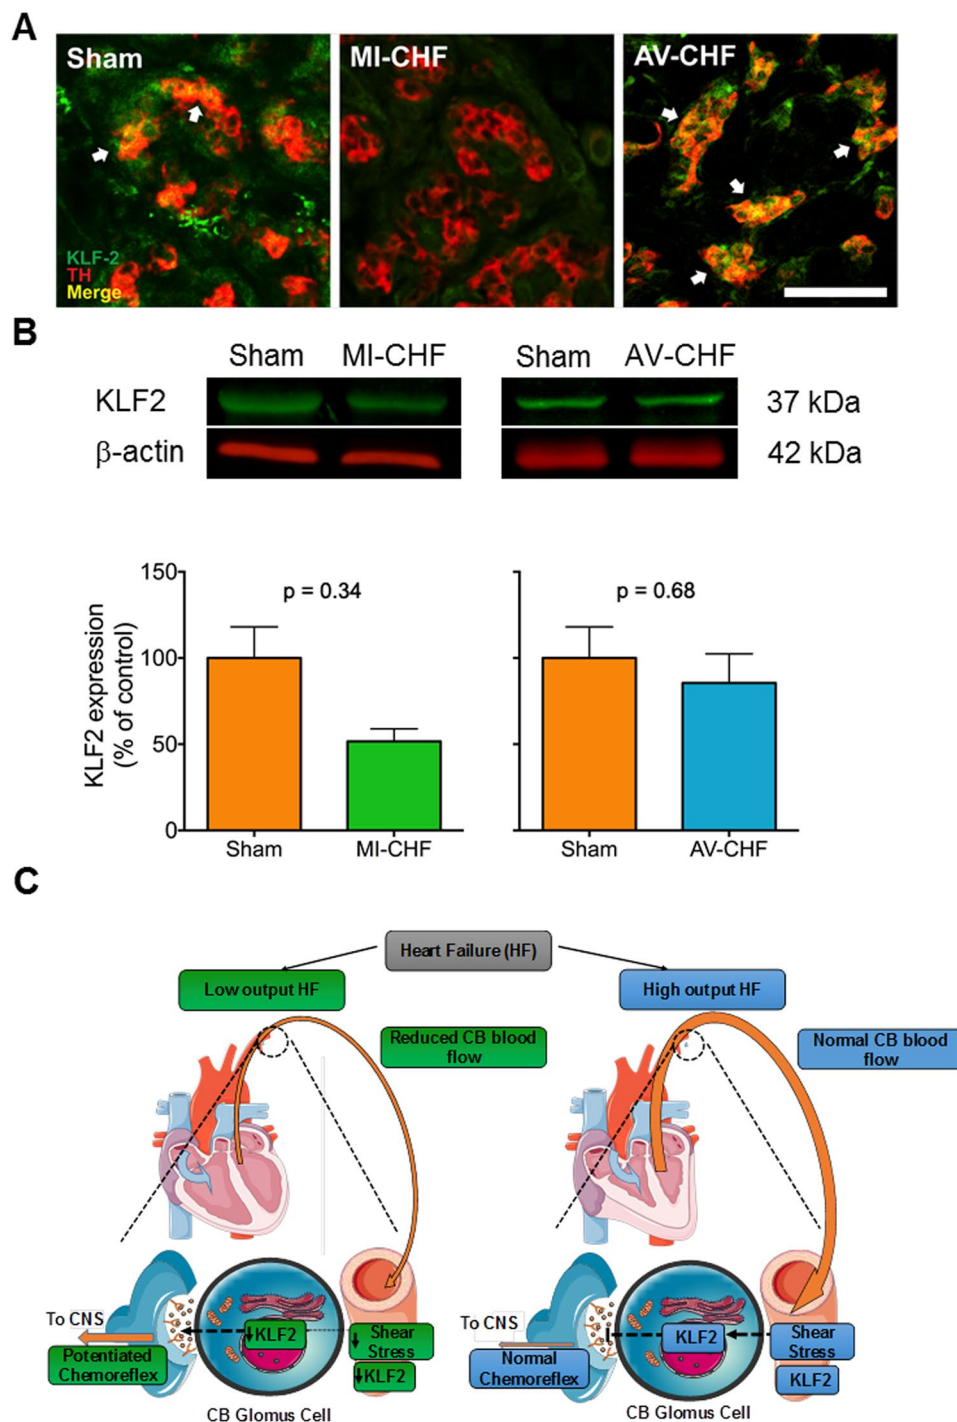 A
Sham
MI-CHF
AV-CHF
KLF-2
TH
Merge
B
Sham
MI-CHF
Sham
AV-CHF
KLF2
37 kDa
β-actin
42 kDa
KLF2 expression
(% of control)
150
100
50
0
p = 0.34
p = 0.68
Sham
MI-CHF
Sham
AV-CHF
C
Heart Failure (HF)
Low output HF
High output HF
Reduced CB blood
flow
Normal CB blood
flow
To CNS
Potentiated
Chemoreflex
KLF2
Shear
Stress
KLF2
CB Glomus Cell
To CNS
Normal
Chemoreflex
KLF2
Shear
Stress
KLF2
CB Glomus Cell